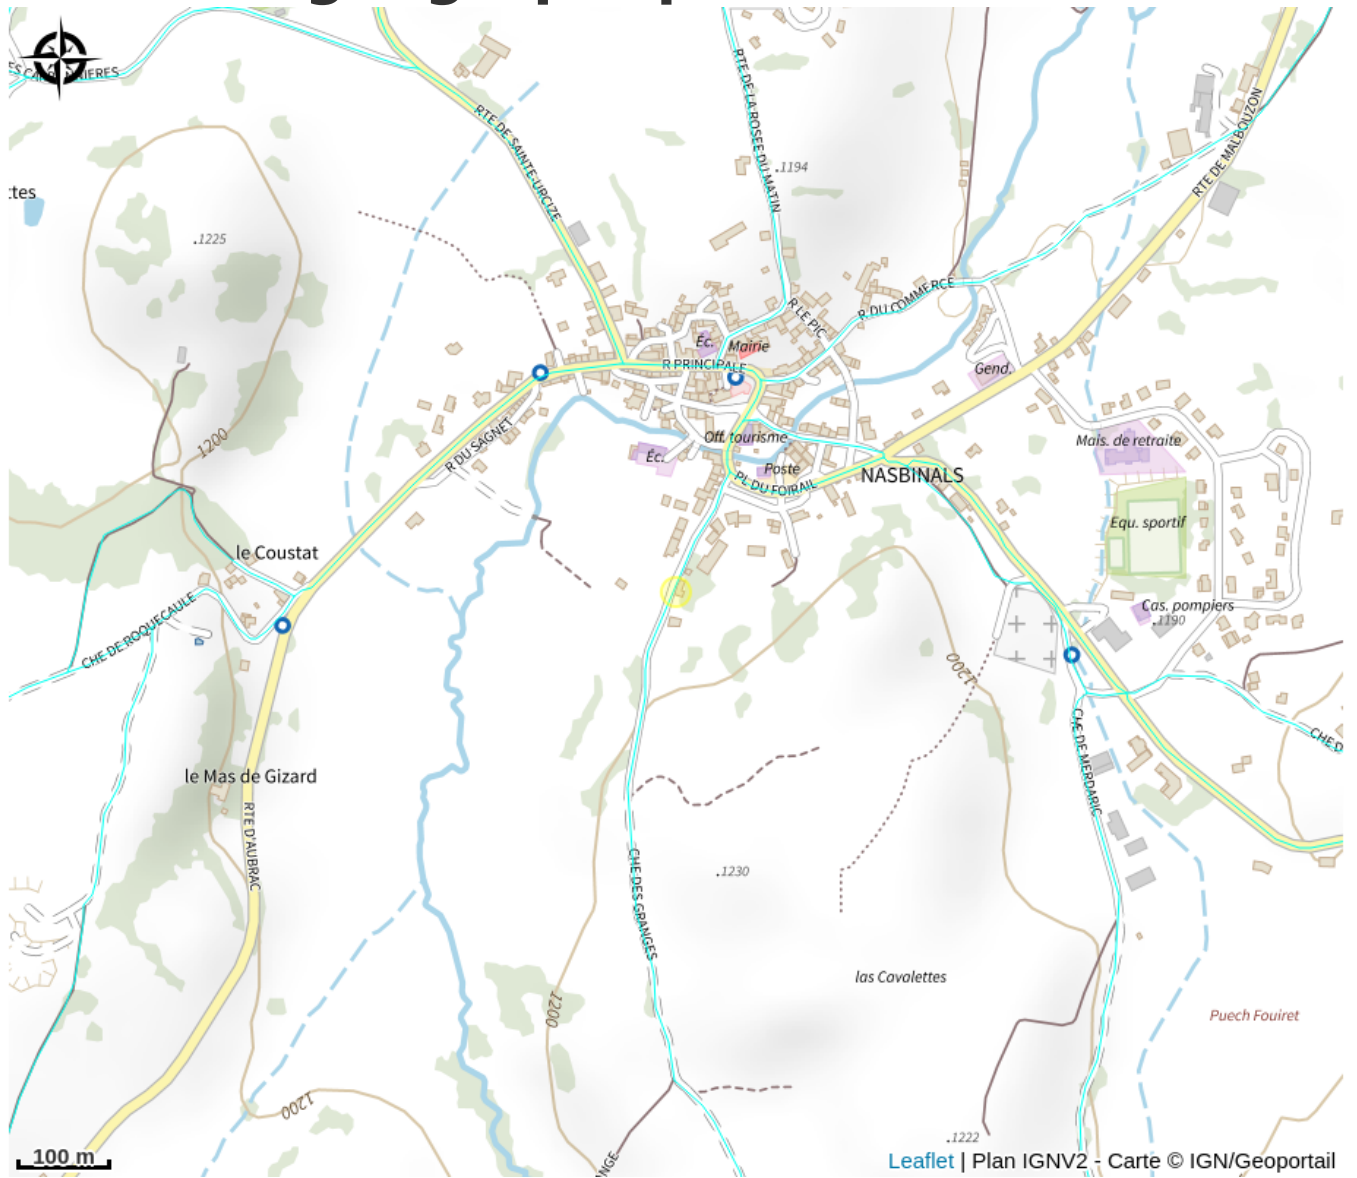 RTE DE SAINTE-URCIZE
RTE DE LA ROSEE DU MATIN
RTE DE MALBOUZON
.1194
.1225
R LE PIC
R DU COMMERCE
Éc.
Mairie
R PRINCIPALE
Gend.
1200
R DU SAGNET
Off. tourisme
Mais. de retraite
Éc.
Poste
PL DU FOIRAIL
NASBINALS
Equ. sportif
le Coustat
CHE DE ROQUECAULE
Cas. pompiers
.1190
1200
CHE DE MERDARIC
le Mas de Gizard
RTE D'AUBRAC
CHE DES GRANGES
.1230
las Cavalettes
1200
Puech Fouiret
1200
.1222
100 m
Leaflet | Plan IGNV2 - Carte © IGN/Geoportail